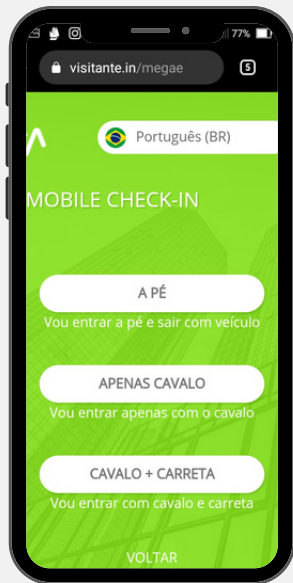 77%
visitante.in/megae
5
Português (BR)
MOBILE CHECK-IN
A PÉ
Vou entrar a pé e sair com veículo
APENAS CAVALO
Vou entrar apenas com o cavalo
CAVALO + CARRETA
Vou entrar com cavalo e carreta
VOLTAR